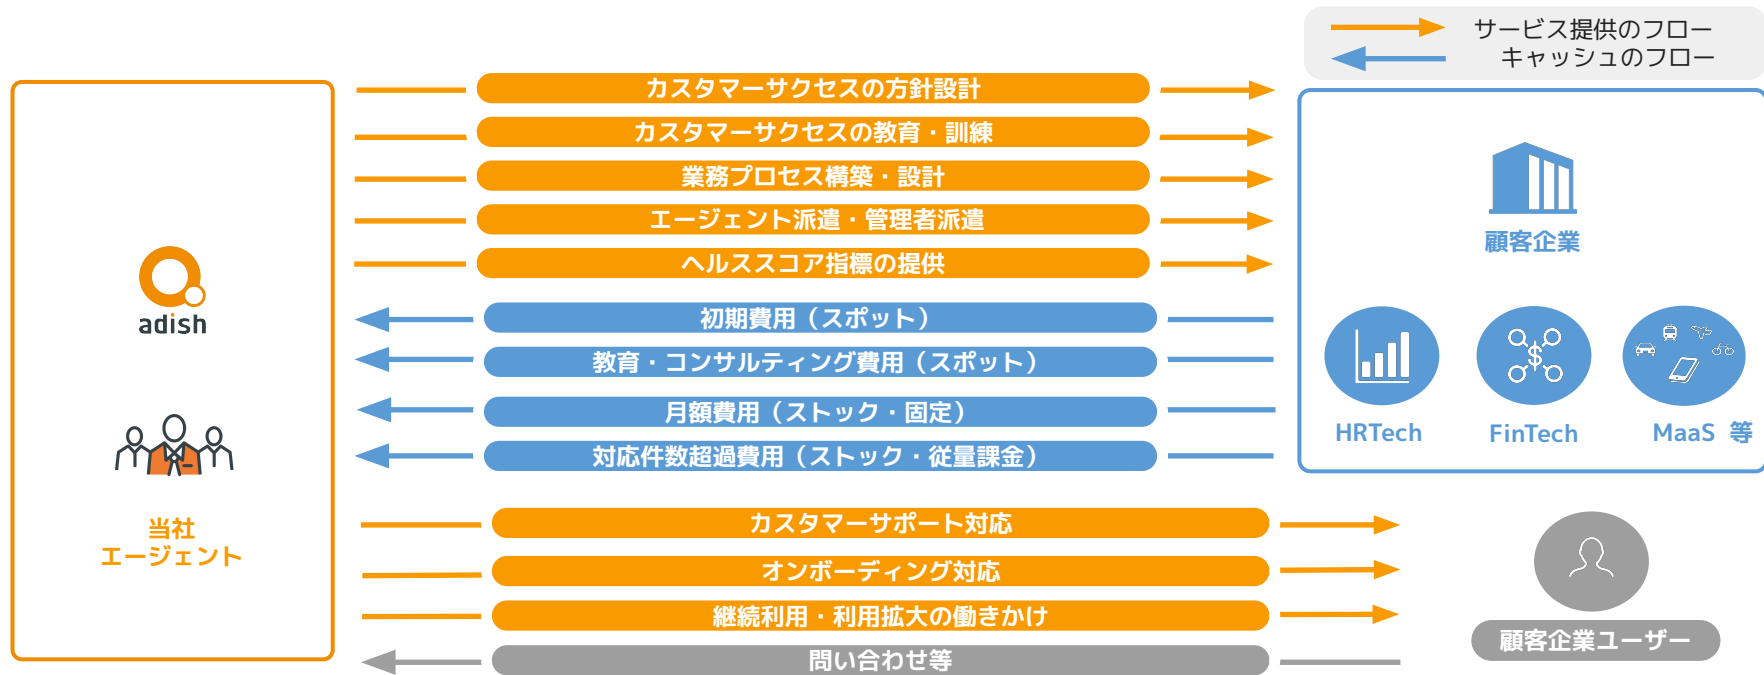 サービス提供のフロー
キャッシュのフロー
カスタマーサクセスの方針設計
カスタマーサクセスの教育・訓練
業務プロセス構築・設計
エージェント派遣・管理者派遣
ヘルススコア指標の提供
初期費用（スポット）
教育・コンサルティング費用（スポット）
月額費用（ストック・固定）
対応件数超過費用（ストック・従量課金）
カスタマーサポート対応
オンボーディング対応
継続利用・利用拡大の働きかけ
問い合わせ等
adish
当社
エージェント
顧客企業
$
HRTech
FinTech
MaaS 等
顧客企業ユーザー